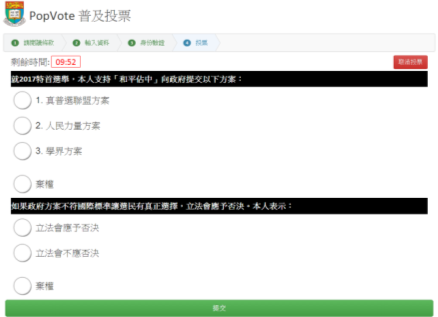 PopVote 普及投票
1 請閱讀條款 2 輸入資料 3 身份驗證 4 投票
剩餘時間: 09:52 取消投票
就2017特首選舉，本人支持「和平佔中」向政府提交以下方案：
1. 真普選聯盟方案
2. 人民力量方案
3. 學界方案
棄權
如果政府方案不符國際標準讓選民有真正選擇，立法會應予否決，本人表示：
立法會應予否決
立法會不應否決
棄權
提交